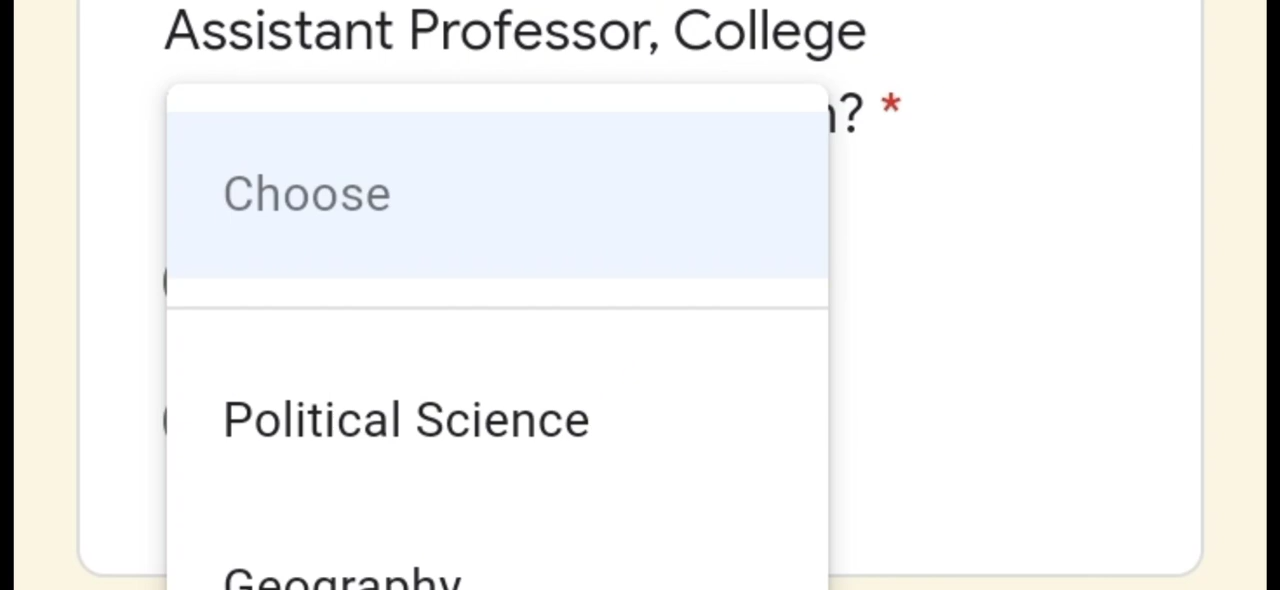 Assistant Professor, College
? *
Choose
Political Science
Geography